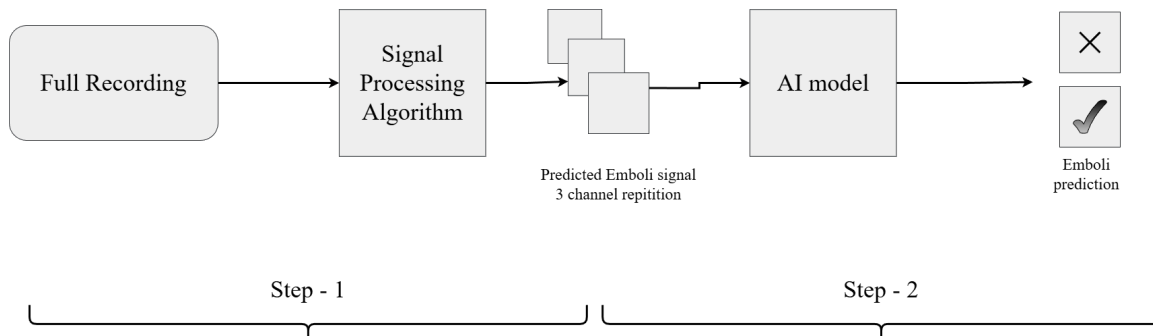 Full Recording
Signal
Processing
Algorithm
Predicted Emboli signal
3 channel repitition
AI model
Emboli
prediction
Step - 1
Step - 2